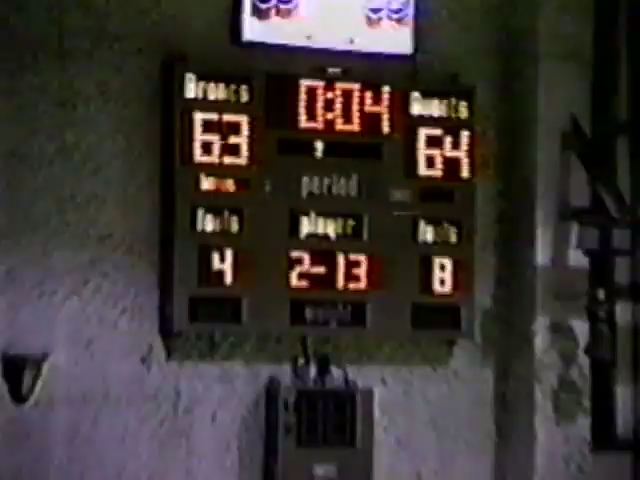 Broncs 0:04 Guests
63 64
period
fouls player fouls
4 2-13 8